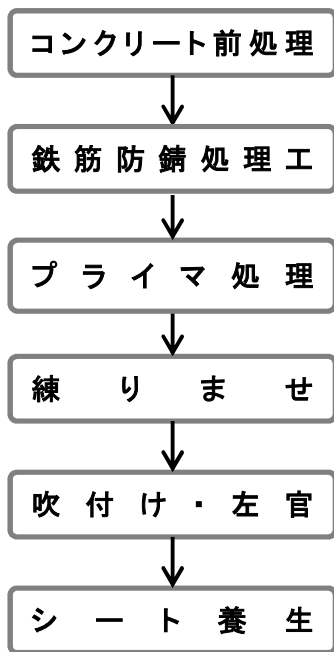 コンクリート前処理
鉄筋防錆処理工
プライマ処理
練りませ
吹付け・左官
シート養生